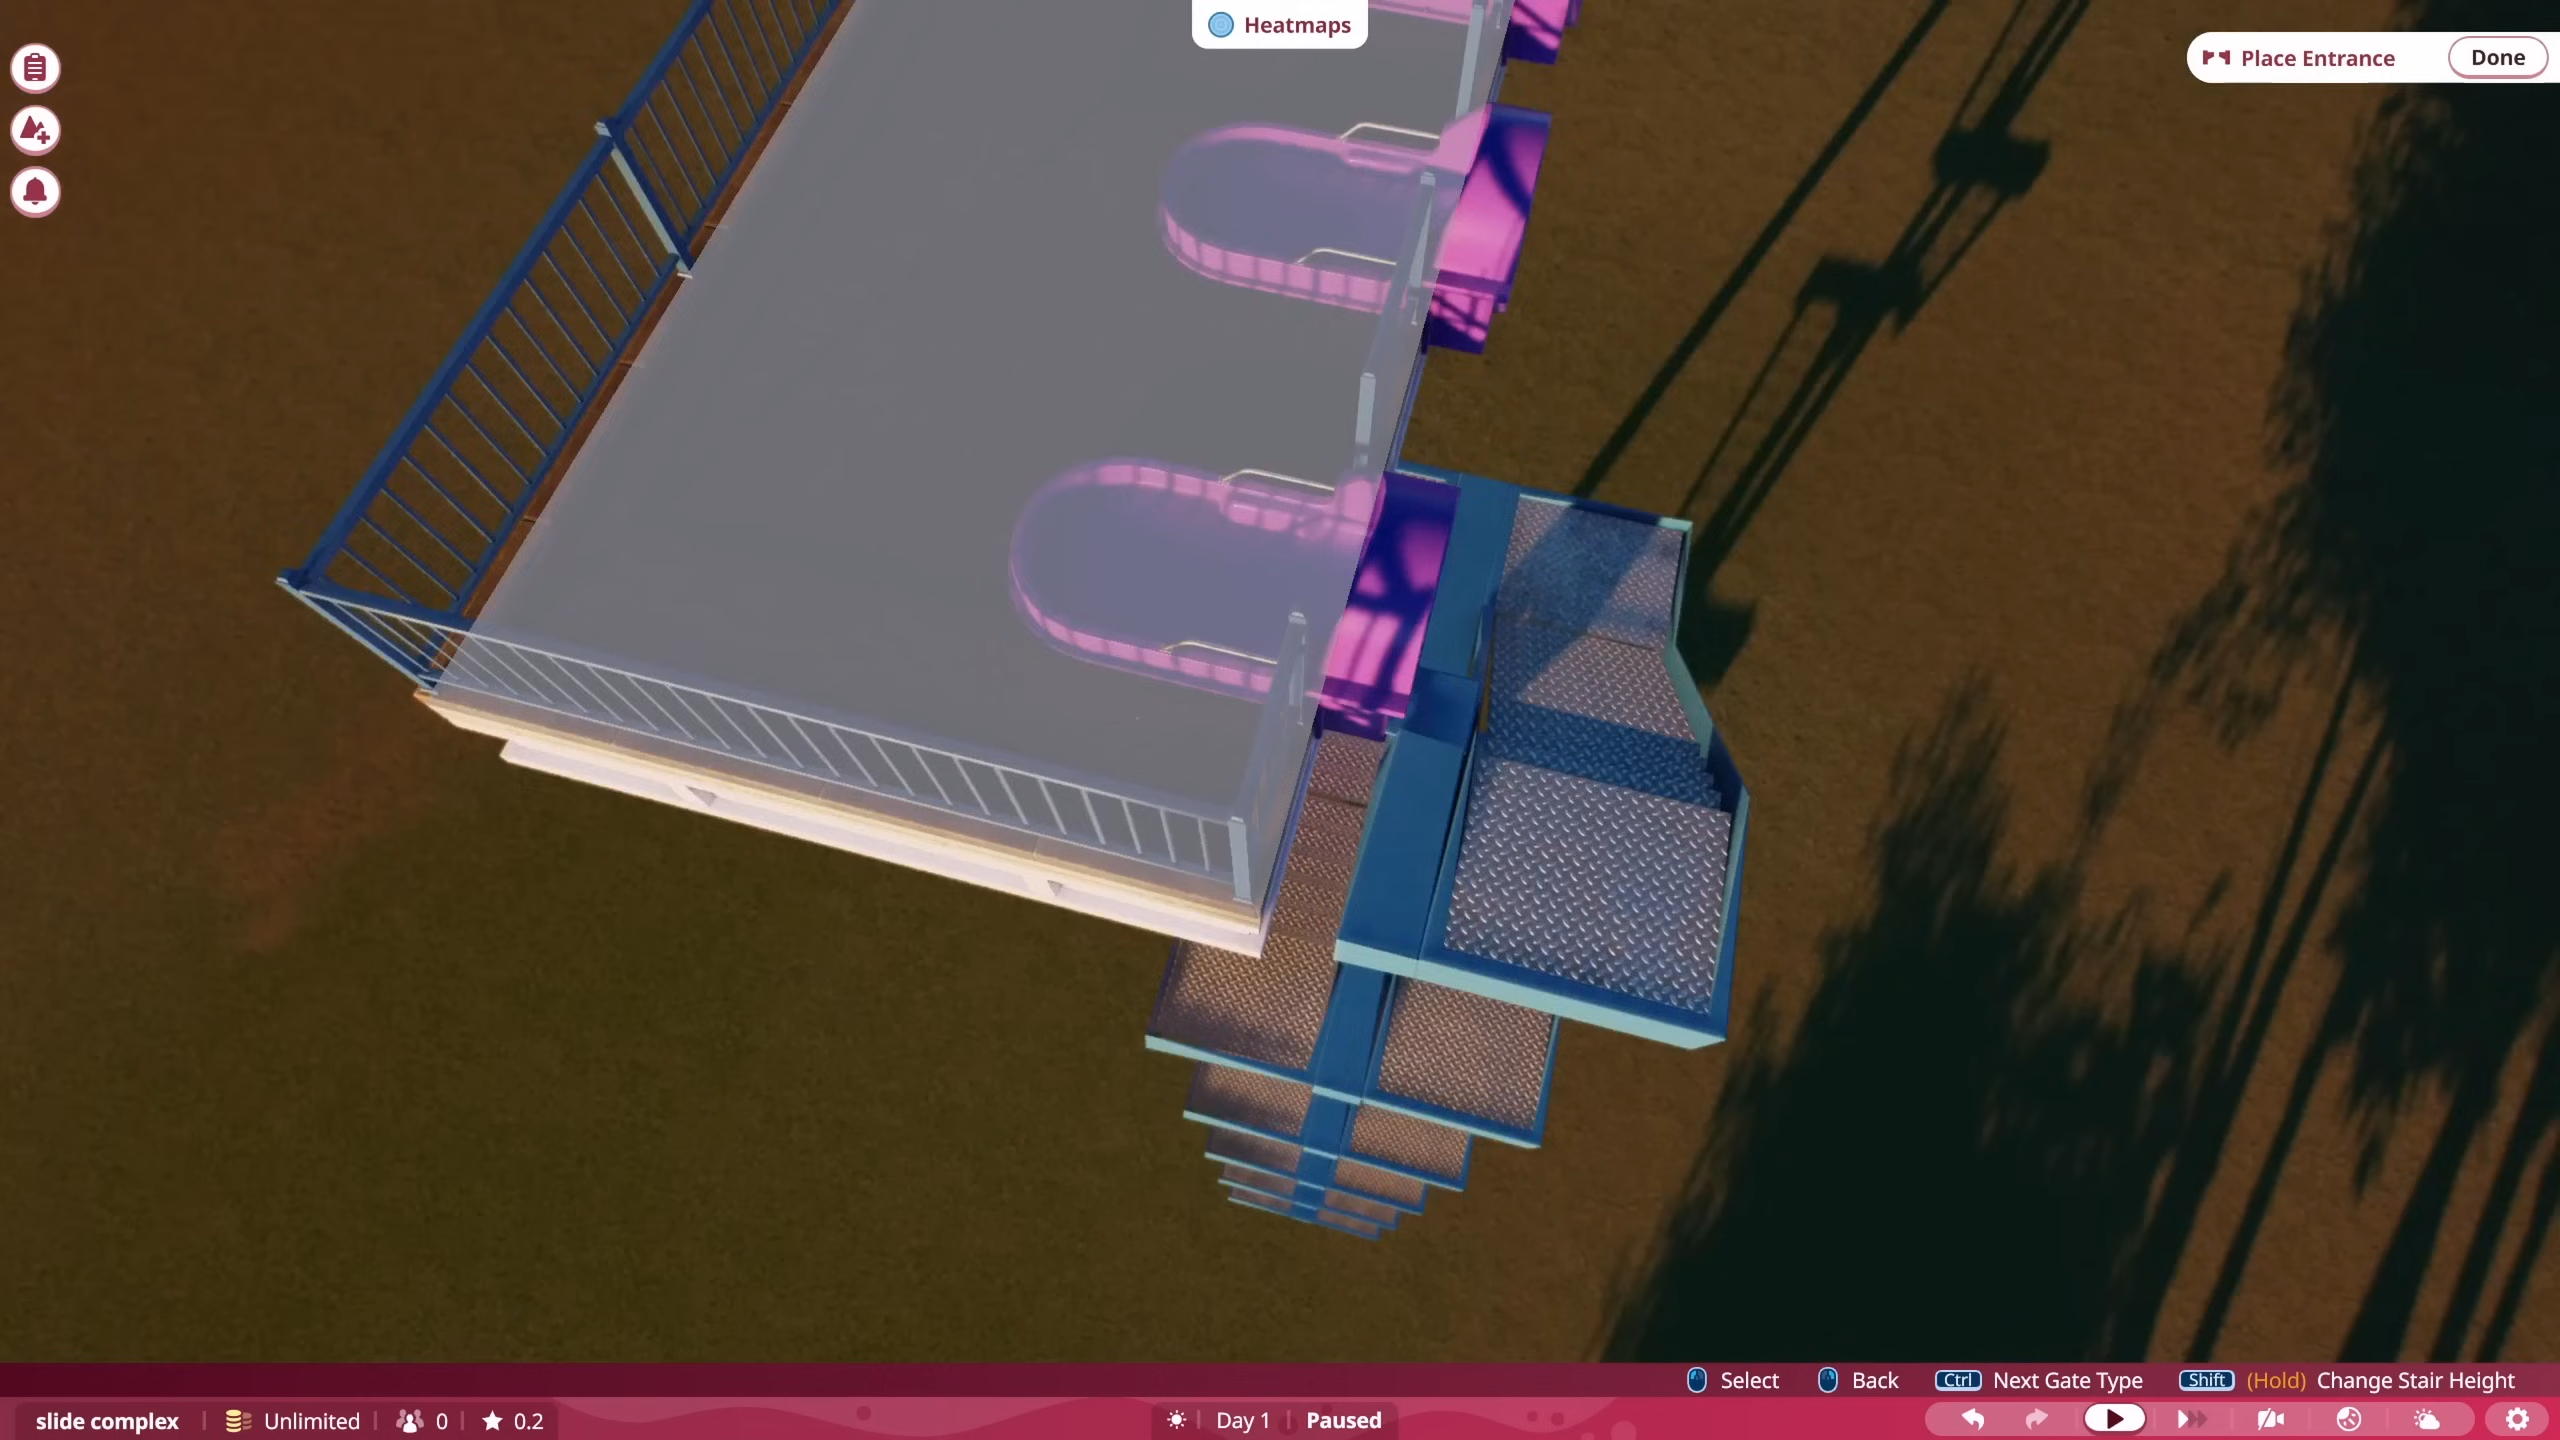 Heatmaps
Place Entrance Done
Select Back Ctrl Next Gate Type Shift (Hold) Change Stair Height
slide complex Unlimited 0 0.2 Day 1 Paused